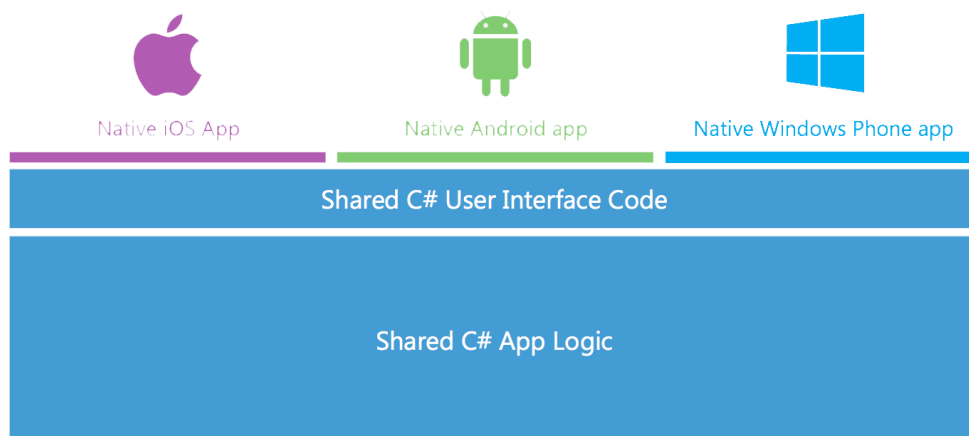 Native iOS App
Native Android app
Native Windows Phone app
Shared C# User Interface Code
Shared C# App Logic